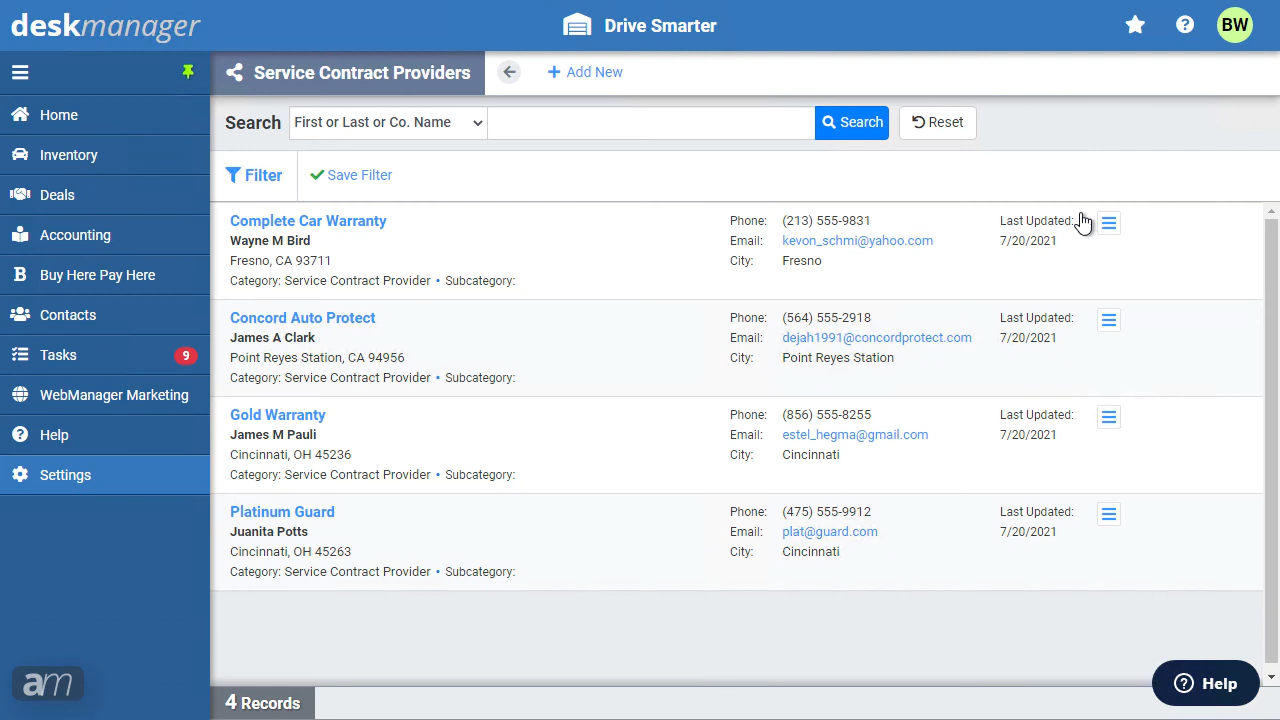 deskmanager
Drive Smarter
BW
Service Contract Providers
Add New
Home
Inventory
Deals
Accounting
Buy Here Pay Here
Contacts
Tasks 9
WebManager Marketing
Help
Settings
am
Search First or Last or Co. Name Search Reset
Filter Save Filter
Complete Car Warranty
Wayne M Bird
Fresno, CA 93711
Category: Service Contract Provider • Subcategory:
Phone: (213) 555-9831
Email: kevon_schmi@yahoo.com
City: Fresno
Last Updated:
7/20/2021
Concord Auto Protect
James A Clark
Point Reyes Station, CA 94956
Category: Service Contract Provider • Subcategory:
Phone: (564) 555-2918
Email: dejah1991@concordprotect.com
City: Point Reyes Station
Last Updated:
7/20/2021
Gold Warranty
James M Pauli
Cincinnati, OH 45236
Category: Service Contract Provider • Subcategory:
Phone: (856) 555-8255
Email: estel_hegma@gmail.com
City: Cincinnati
Last Updated:
7/20/2021
Platinum Guard
Juanita Potts
Cincinnati, OH 45263
Category: Service Contract Provider • Subcategory:
Phone: (475) 555-9912
Email: plat@guard.com
City: Cincinnati
Last Updated:
7/20/2021
4 Records
Help